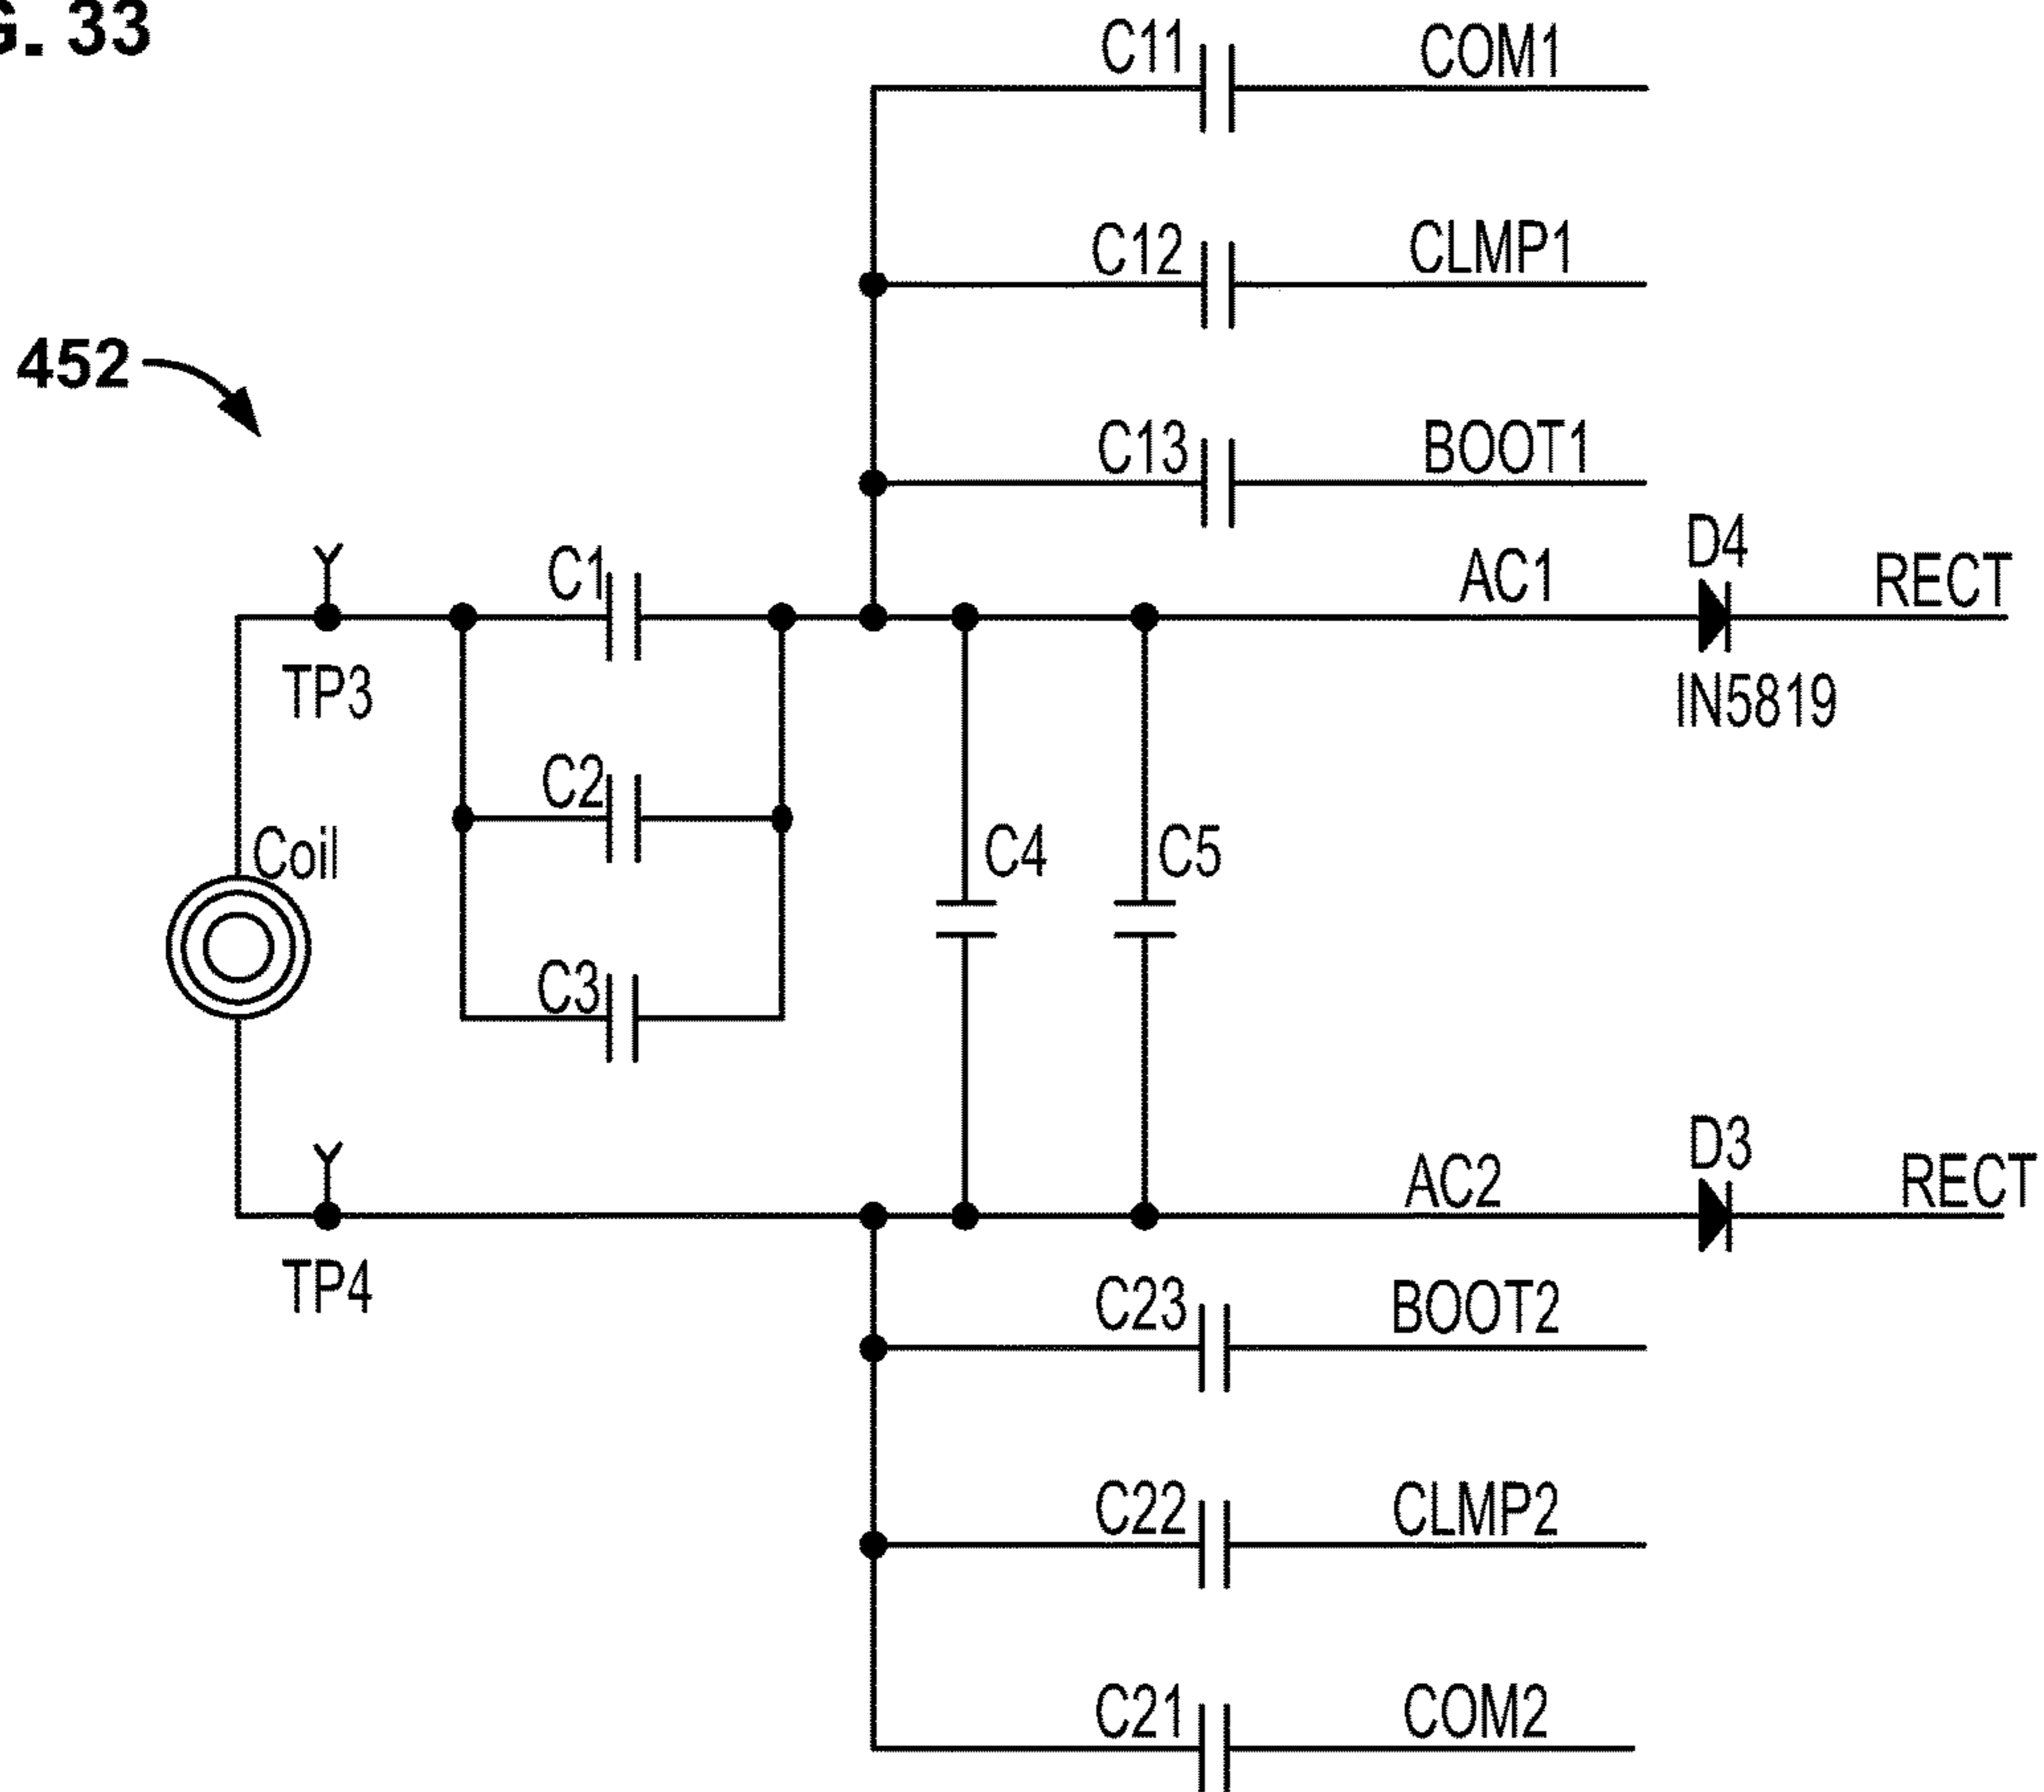 G. 33
C11 COM1
C12 CLMP1
452
C13 BOOT1
C1 AC1 D4 RECT
TP3 IN5819
C2
Coil C4 C5
C3
AC2 D3 RECT
TP4 C23 BOOT2
C22 CLMP2
C21 COM2